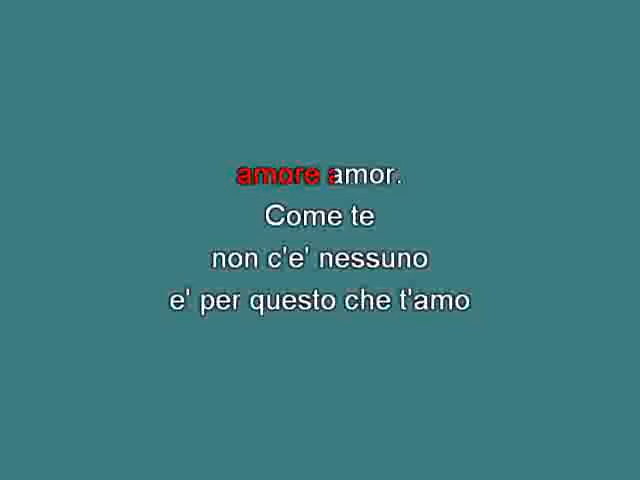 amore amor.
Come te
non c'e' nessuno
e' per questo che t'amo